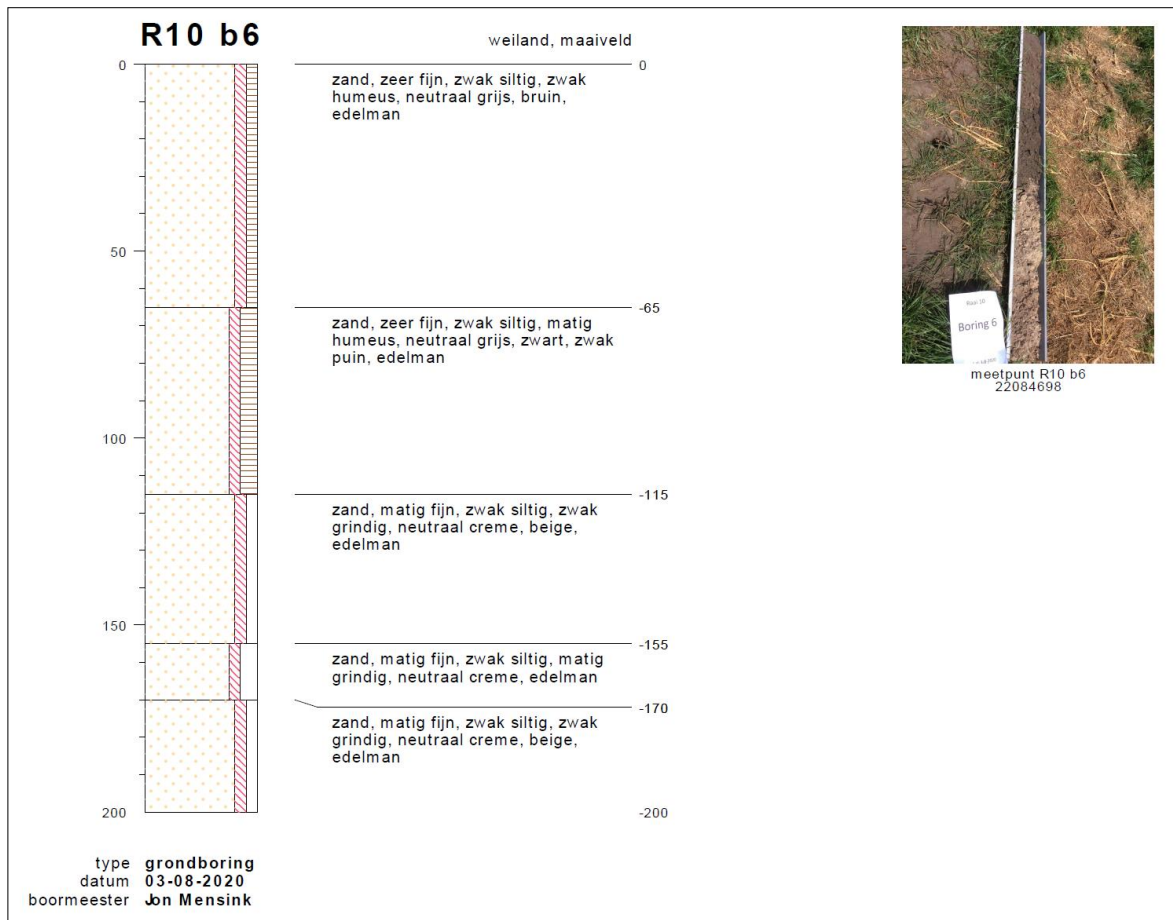 R10 b6
weiland, maaiveld
0
50
100
150
200
0
zand, zeer fijn, zwak siltig, zwak
humeus, neutraal grijs, bruin,
edelman
-65
zand, zeer fijn, zwak siltig, matig
humeus, neutraal grijs, zwart, zwak
puin, edelman
-115
zand, matig fijn, zwak siltig, zwak
grindig, neutraal creme, beige,
edelman
-155
zand, matig fijn, zwak siltig, matig
grindig, neutraal creme, edelman
-170
zand, matig fijn, zwak siltig, zwak
grindig, neutraal creme, beige,
edelman
-200
Raai 10
Boring 6
meetpunt R10 b6
22084698
type grondboring
datum 03-08-2020
boormeester Jon Mensink